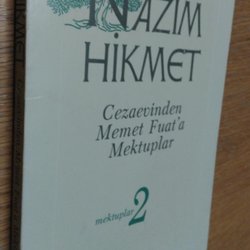 NAZIM
HİKMET
Cezaevinden
Memet Fuat'a
Mektuplar
mektuplar 2